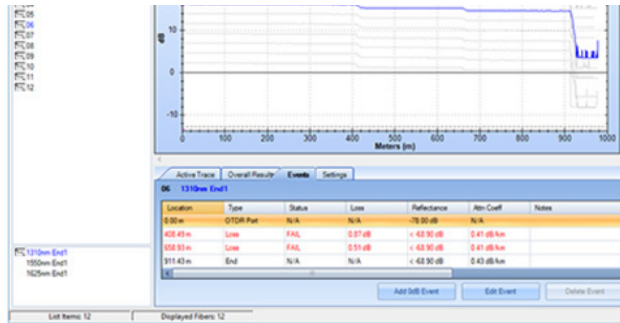 05
06
07
08
09
10
11
12
dB
10
0
-10
0 100 200 300 400 500 600 700 800 900 1000
Meters (m)
Active Trace Overall Results Events Settings
06 1310nm End1
Location Type Status Loss Reflectance Attn Coeff Notes
0.00 m OTDR Port N/A N/A -78.00 dB N/A
408.49 m Loss FAIL 0.87 dB < -68.90 dB 0.41 dB/km
658.93 m Loss FAIL 0.51 dB < -68.90 dB 0.41 dB/km
911.43 m End N/A N/A < -68.90 dB 0.43 dB/km
1310nm End1
1550nm End1
1625nm End1
Add 0dB Event Edit Event Delete Event
List Items: 12 Displayed Fibers: 12